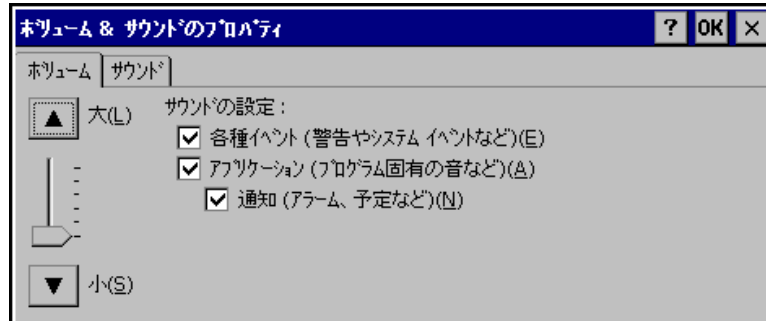 ﾎﾞﾘｭｰﾑ & ｻｳﾝﾄﾞのﾌﾟﾛﾊﾟﾃｨ ? OK ×
ﾎﾞﾘｭｰﾑ ｻｳﾝﾄﾞ
▲ 大(L)
ｻｳﾝﾄﾞの設定 :
各種ｲﾍﾞﾝﾄ (警告やｼｽﾃﾑ ｲﾍﾞﾝﾄなど)(E)
ｱﾌﾟﾘｹｰｼｮﾝ (ﾌﾟﾛｸﾞﾗﾑ固有の音など)(A)
通知 (ｱﾗｰﾑ、予定など)(N)
▼ 小(S)